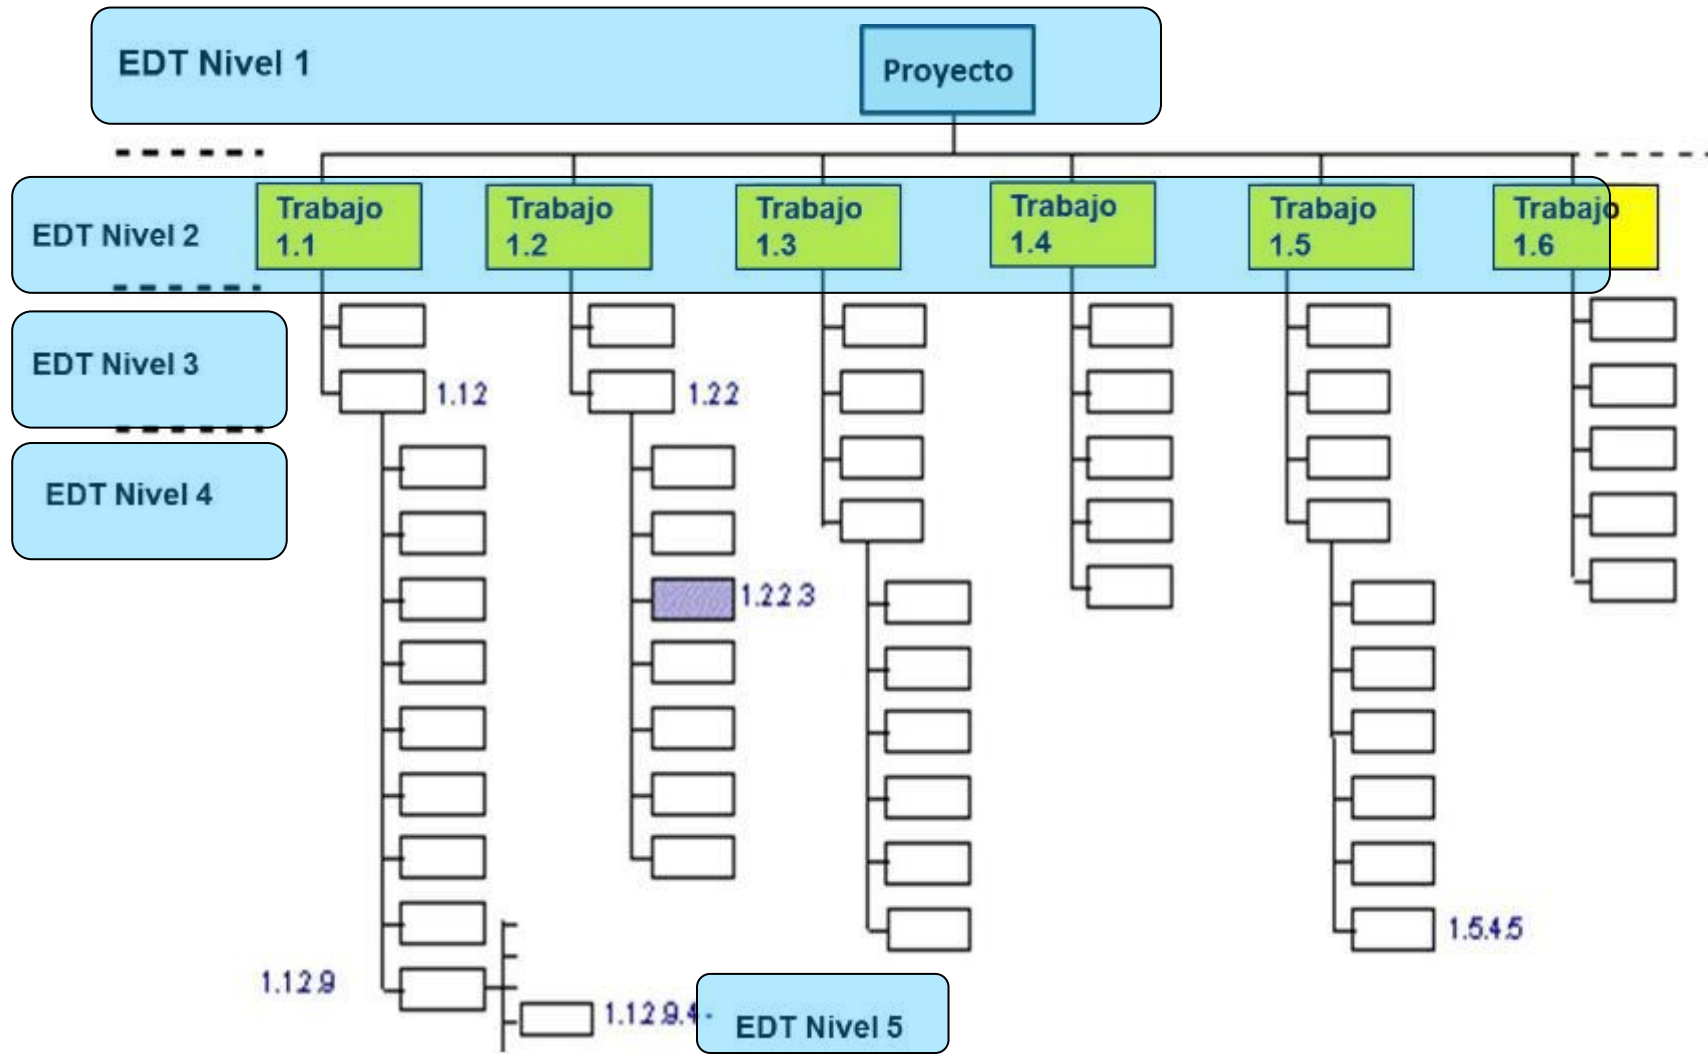 EDT Nivel 1
Proyecto
EDT Nivel 2
Trabajo
1.1
Trabajo
1.2
Trabajo
1.3
Trabajo
1.4
Trabajo
1.5
Trabajo
1.6
EDT Nivel 3
1.1.2
1.2.2
EDT Nivel 4
1.2.2.3
1.5.4.5
1.1.2.9
1.1.2.9.4 -
EDT Nivel 5